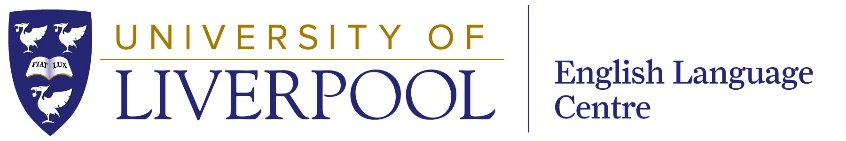 FIAT LUX
UNIVERSITY OF
LIVERPOOL
English Language
Centre